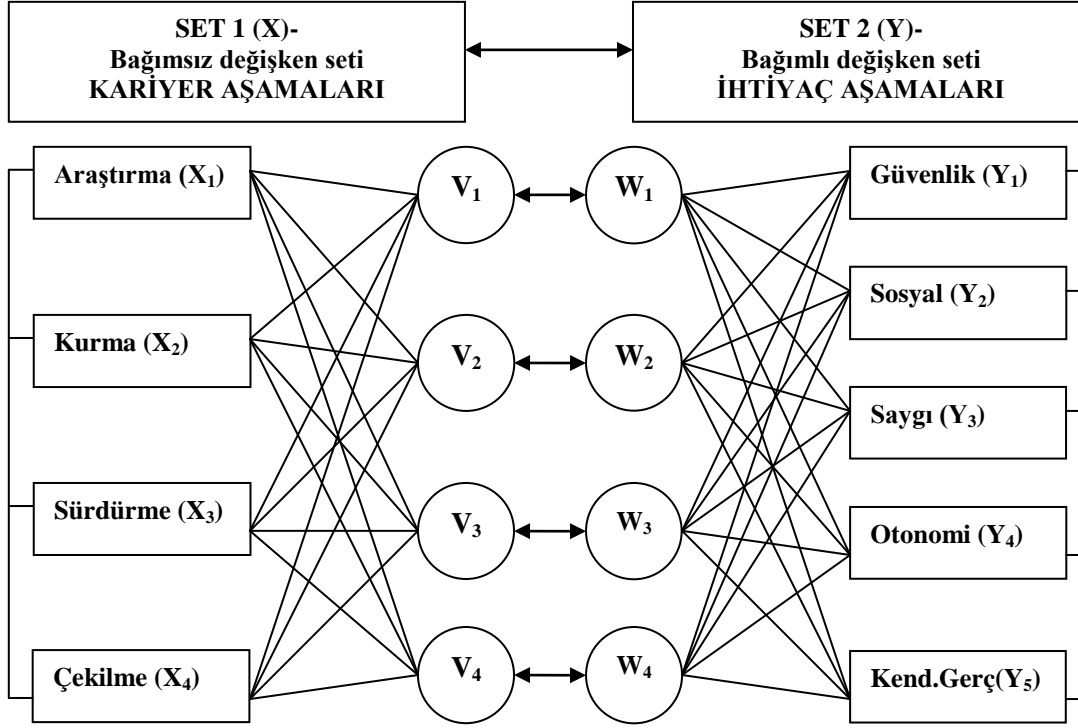 SET 1 (X)-
Bağımsız değişken seti
KARİYER AŞAMALARI
SET 2 (Y)-
Bağımlı değişken seti
İHTİYAÇ AŞAMALARI
Araştırma (X₁)
V₁
W₁
Güvenlik (Y₁)
Sosyal (Y₂)
Kurma (X₂)
V₂
W₂
Saygı (Y₃)
Sürdürme (X₃)
V₃
W₃
Otonomi (Y₄)
Çekilme (X₄)
V₄
W₄
Kend.Gerç(Y₅)